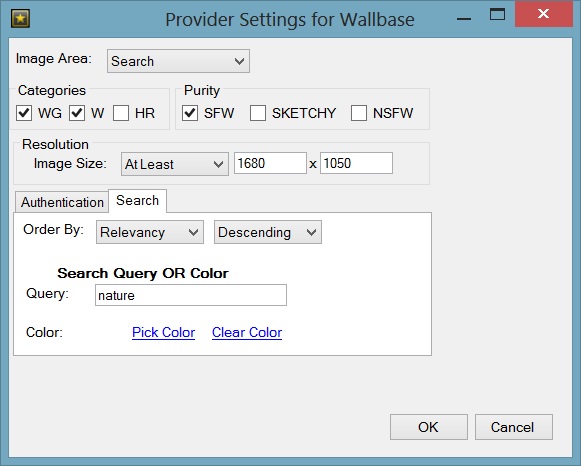 Provider Settings for Wallbase
Image Area: Search
Categories Purity
WG W HR SFW SKETCHY NSFW
Resolution
Image Size: At Least 1680 x 1050
Authentication Search
Order By: Relevancy Descending
Search Query OR Color
Query: nature
Color: Pick Color Clear Color
OK Cancel